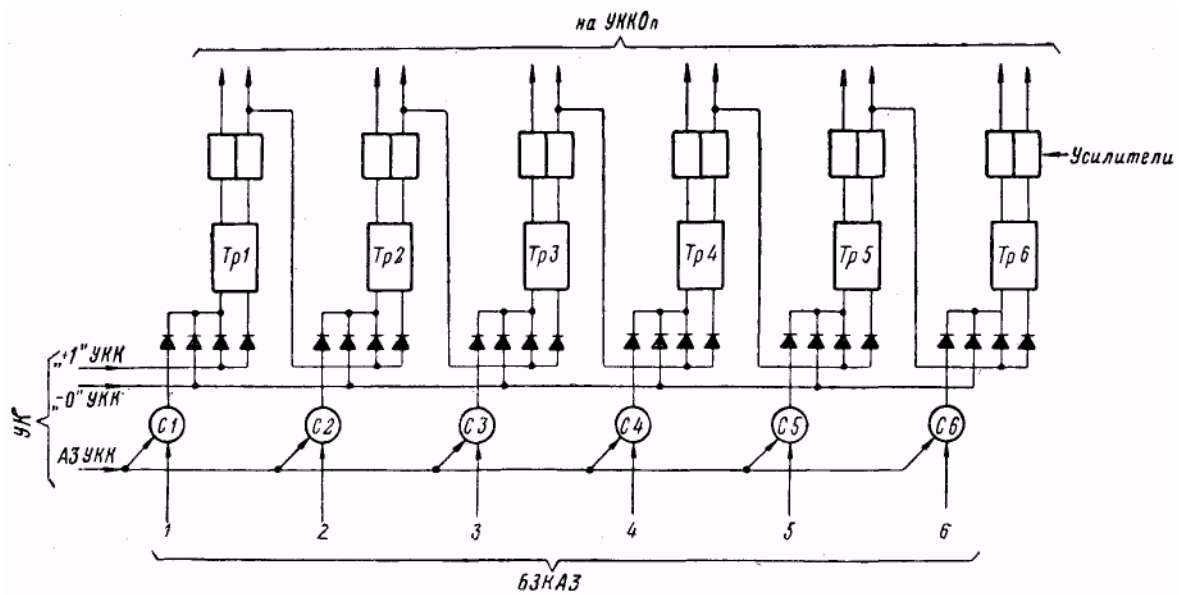 на УККОп
Усилители
Тр1 Тр2 Тр3 Тр4 Тр5 Тр6
„+1" УКК
„-0" УКК
УК
С1 С2 С3 С4 С5 С6
АЗ УКК
1 2 3 4 5 6
БЗКАЗ